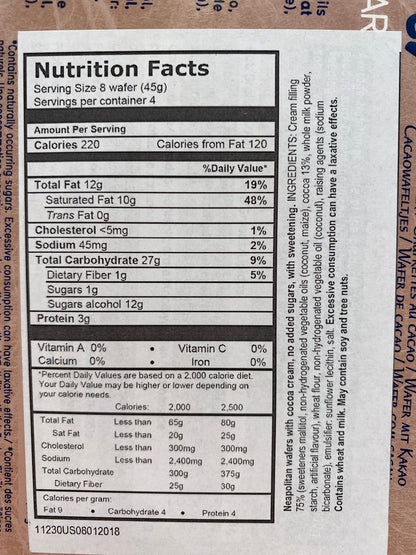 Nutrition Facts
Serving Size 8 wafer (45g)
Servings per container 4
Amount Per Serving
Calories 220 Calories from Fat 120
%Daily Value*
Total Fat 12g 19%
Saturated Fat 10g 48%
Trans Fat 0g
Cholesterol <5mg 1%
Sodium 45mg 2%
Total Carbohydrate 27g 9%
Dietary Fiber 1g 5%
Sugars 1g
Sugars alcohol 12g
Protein 3g
Vitamin A 0% • Vitamin C 0%
Calcium 0% • Iron 0%
*Percent Daily Values are based on a 2,000 calorie diet.
Your Daily Value may be higher or lower depending on
your calorie needs.
Calories: 2,000 2,500
Total Fat Less than 65g 80g
Sat Fat Less than 20g 25g
Cholesterol Less than 300mg 300mg
Sodium Less than 2,400mg 2,400mg
Total Carbohydrate 300g 375g
Dietary Fiber 25g 30g
Calories per gram:
Fat 9 • Carbohydrate 4 • Protein 4
11230US08012018
Neapolitan wafers with cocoa cream, no added sugars, with sweetening. INGREDIENTS: Cream filling
75% (sweeteners maltitol, non-hydrogenated vegetable oils (coconut, maize), cocoa 13%, whole milk powder,
starch, artificial flavour), wheat flour, non-hydrogenated vegetable oil (coconut), raising agents (sodium
bicarbonate), emulsifier: sunflower lecithin, salt. Excessive consumption can have a laxative effect.
Contains wheat and milk. May contain soy and tree nuts.
*Contains naturally occurring sugars. Excessive consumption can have laxative effects. / *Contient des sucres
CACAOWAFELTJES / WAFER DE CACAO
/ WAFER MIT KAKAO